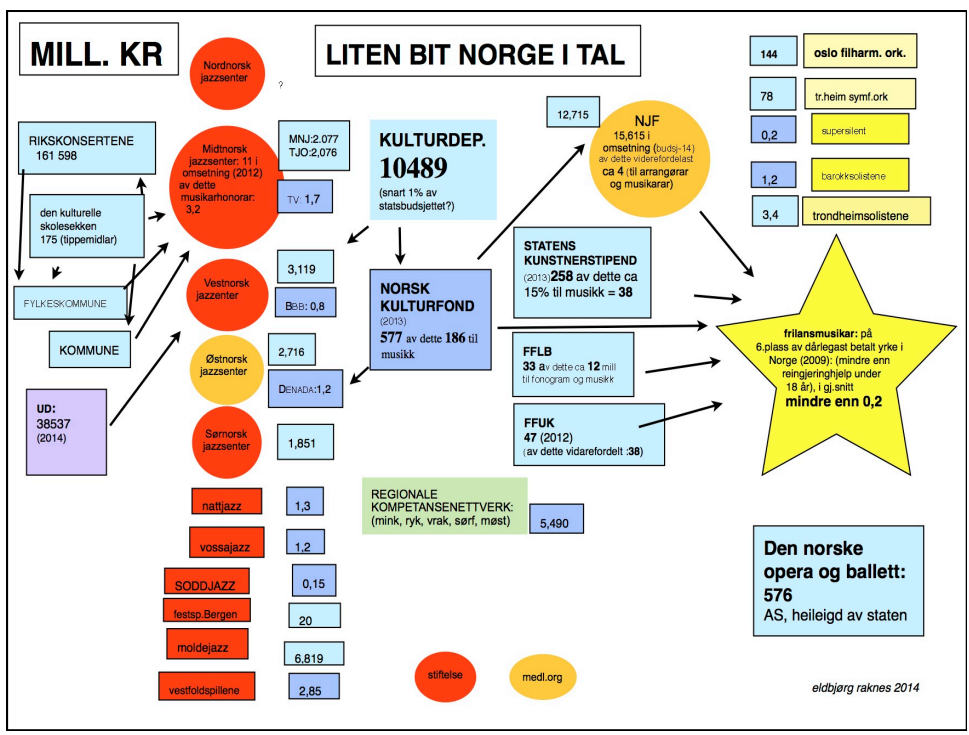 MILL. KR
LITEN BIT NORGE I TAL
Nordnorsk
jazzsenter
?
RIKSKONSERTENE
161 598
den kulturelle
skolesekken
175 (tippemidlar)
FYLKESKOMMUNE
KOMMUNE
UD:
38537
(2014)
Midtnorsk
jazzsenter: 11 i
omsetning (2012)
av dette
musikarhonorar:
3,2
MNJ:2.077
TJO:2,076
TV: 1,7
Vestnorsk
jazzsenter
3,119
BBB: 0,8
Østnorsk
jazzsenter
2,716
DENADA:1,2
Sørnorsk
jazzsenter
1,851
nattjazz
1,3
vossajazz
1,2
SODDJAZZ
0,15
festsp.Bergen
20
moldejazz
6,819
vestfoldspillene
2,85
KULTURDEP.
10489
(snart 1% av
statsbudsjettet?)
NORSK
KULTURFOND
(2013)
577 av dette 186 til
musikk
REGIONALE
KOMPETANSENETTVERK:
(mink, ryk, vrak, sørf, møst)
5,490
12,715
NJF
15,615 i
omsetning (budsj-14)
av dette viderefordelast
ca 4 (til arrangørar
og musikarar)
STATENS
KUNSTNERSTIPEND
(2013)258 av dette ca
15% til musikk = 38
FFLB
33 av dette ca 12 mill
til fonogram og musikk
FFUK
47 (2012)
(av dette vidarefordelt :38)
144
oslo filharm. ork.
78
tr.heim symf.ork
0,2
supersilent
1,2
barokksolistene
3,4
trondheimsolistene
frilansmusikar: på
6.plass av dårlegast betalt yrke i
Norge (2009): (mindre enn
reingjeringhjelp under
18 år), i gj.snitt
mindre enn 0,2
Den norske
opera og ballett:
576
AS, heileigd av staten
stiftelse
medl.org
eldbjørg raknes 2014